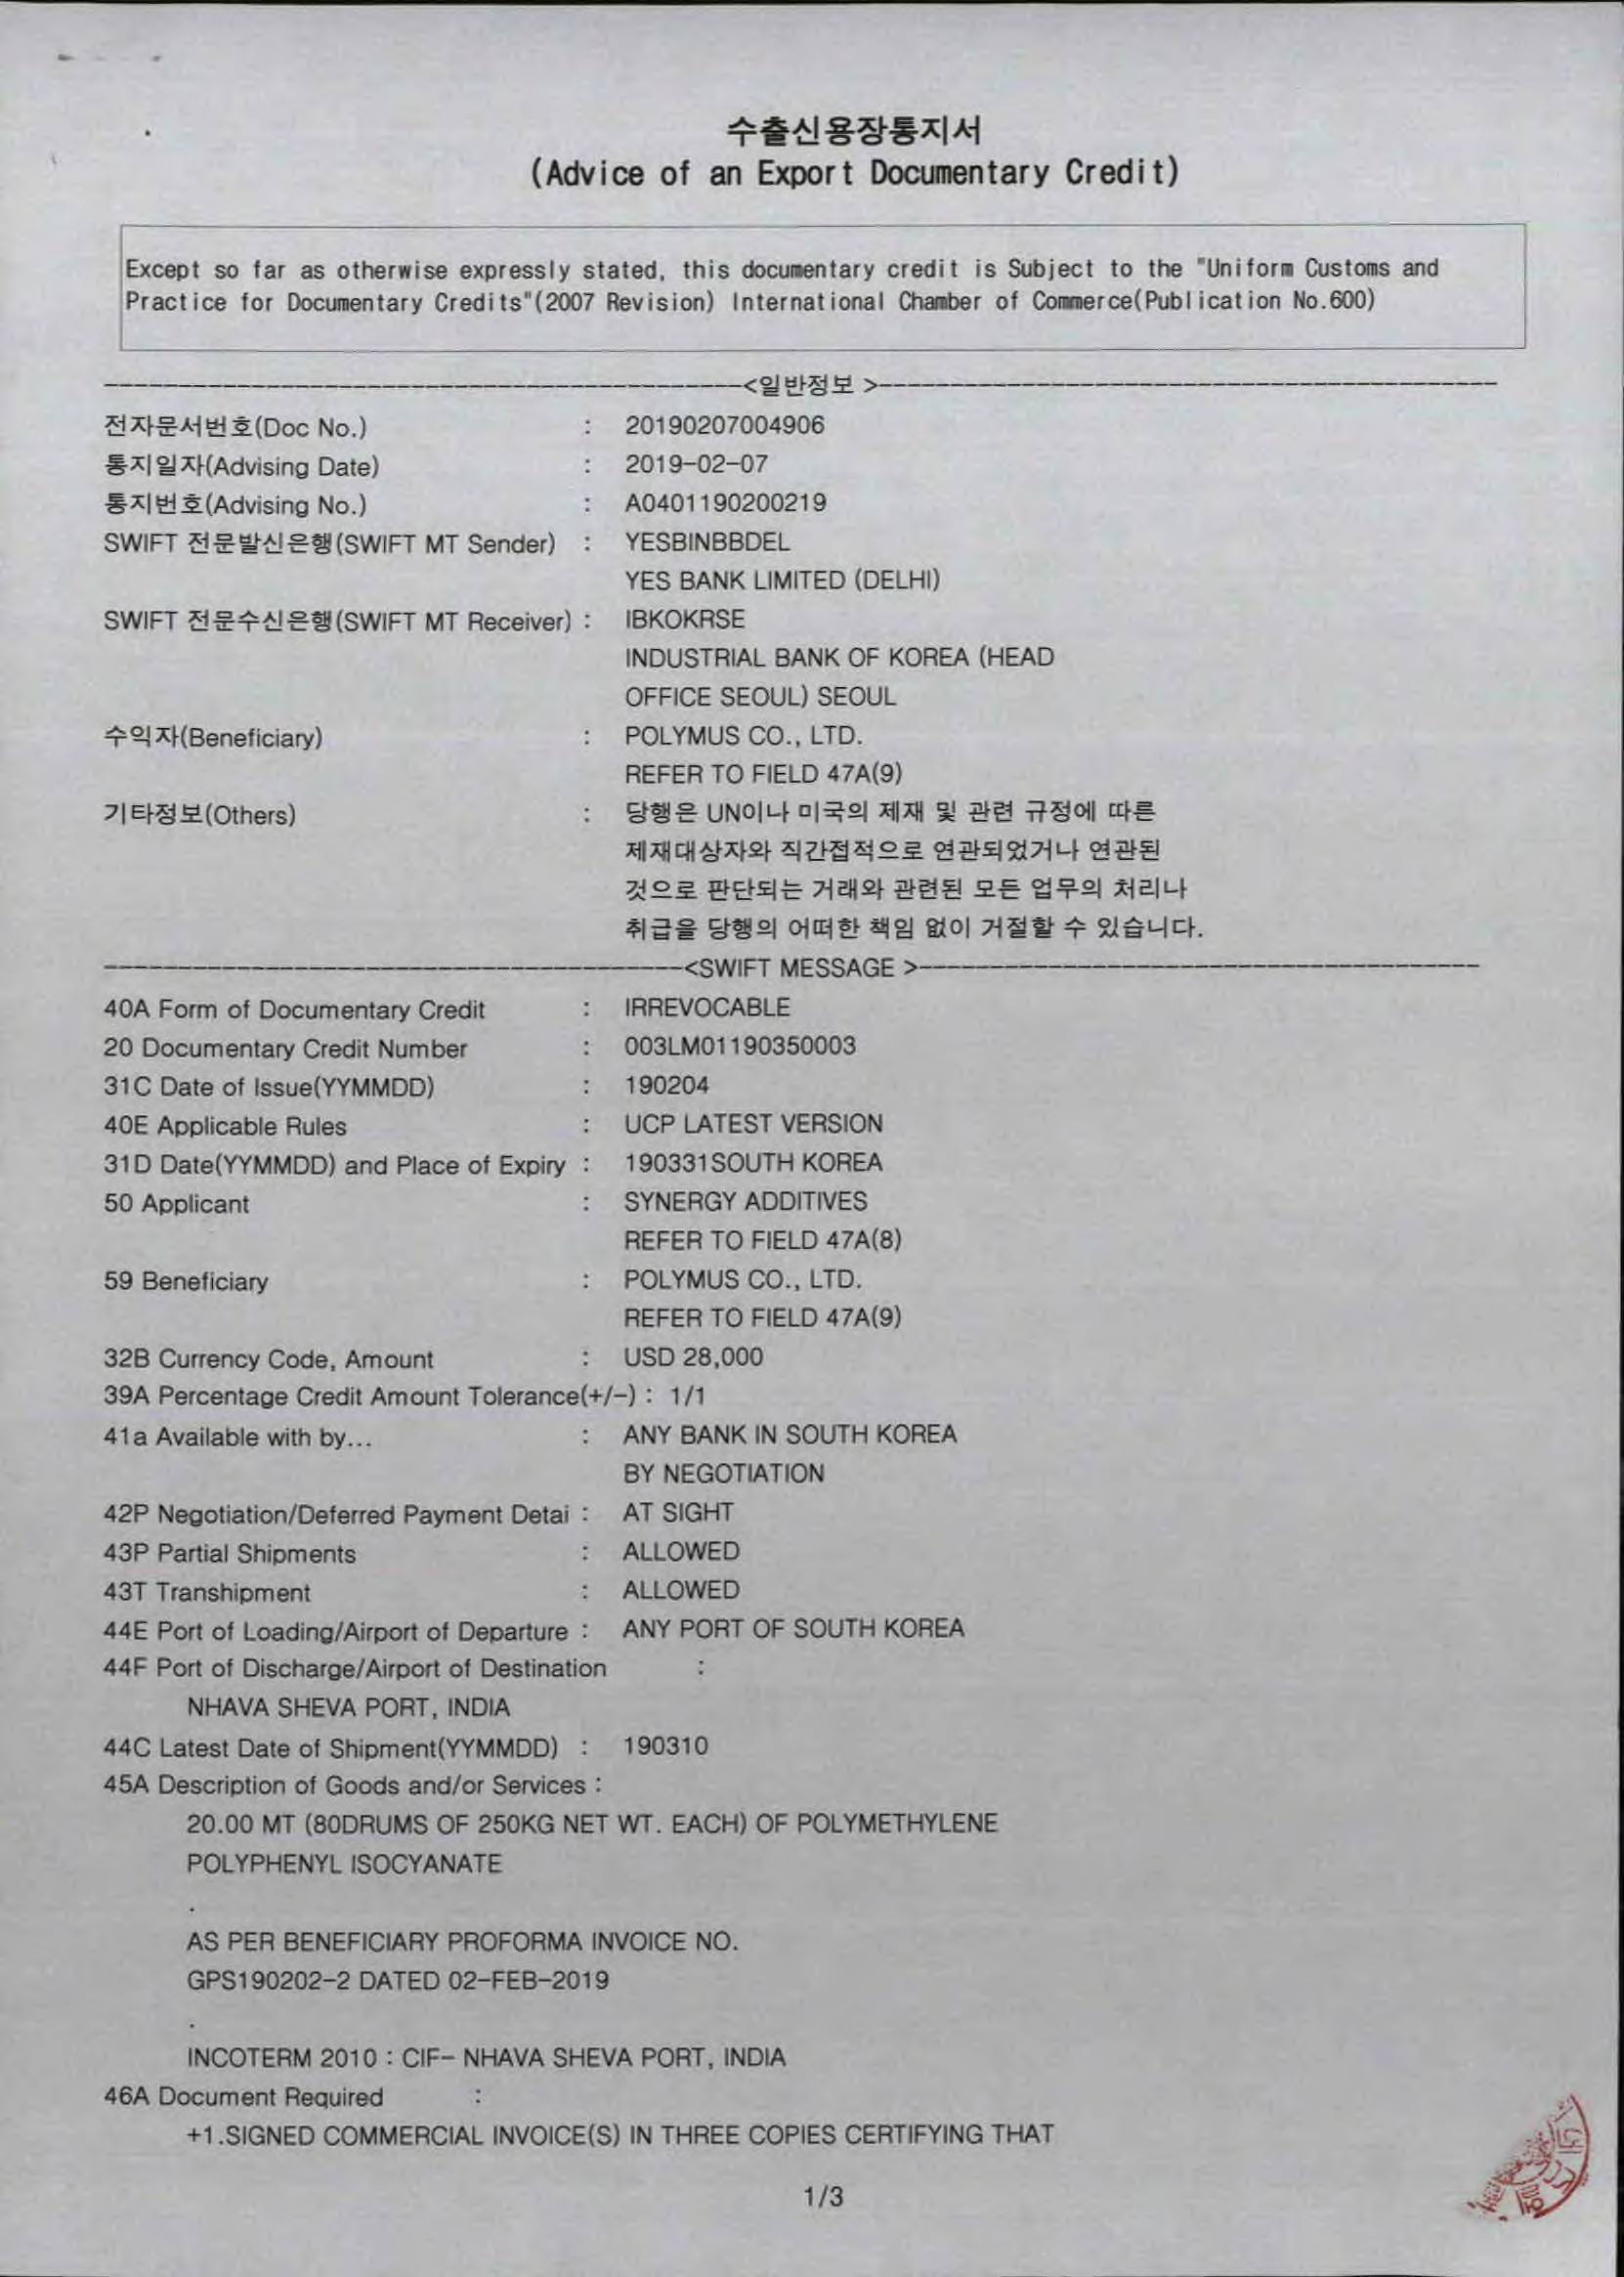 수출신용장통지서
(Advice of an Export Documentary Credit)
Except so far as otherwise expressly stated, this documentary credit is Subject to the "Uniform Customs and
Practice for Documentary Credits"(2007 Revision) International Chamber of Commerce(Publication No.600)
<일반정보 >
전자문서번호(Doc No.) : 20190207004906
통지일자(Advising Date) : 2019-02-07
통지번호(Advising No.) : A0401190200219
SWIFT 전문발신은행(SWIFT MT Sender) : YESBINBBDEL
YES BANK LIMITED (DELHI)
SWIFT 전문수신은행(SWIFT MT Receiver) : IBKOKRSE
INDUSTRIAL BANK OF KOREA (HEAD
OFFICE SEOUL) SEOUL
수익자(Beneficiary) : POLYMUS CO., LTD.
REFER TO FIELD 47A(9)
기타정보(Others) : 당행은 UN이나 미국의 제재 및 관련 규정에 따른
제재대상자와 직간접적으로 연관되었거나 연관된
것으로 판단되는 거래와 관련된 모든 업무의 처리나
취급을 당행의 어떠한 책임 없이 거절할 수 있습니다.
<SWIFT MESSAGE >
40A Form of Documentary Credit : IRREVOCABLE
20 Documentary Credit Number : 003LM01190350003
31C Date of Issue(YYMMDD) : 190204
40E Applicable Rules : UCP LATEST VERSION
31D Date(YYMMDD) and Place of Expiry : 190331SOUTH KOREA
50 Applicant : SYNERGY ADDITIVES
REFER TO FIELD 47A(8)
59 Beneficiary : POLYMUS CO., LTD.
REFER TO FIELD 47A(9)
32B Currency Code, Amount : USD 28,000
39A Percentage Credit Amount Tolerance(+/-) : 1/1
41a Available with by... : ANY BANK IN SOUTH KOREA
BY NEGOTIATION
42P Negotiation/Deferred Payment Detai : AT SIGHT
43P Partial Shipments : ALLOWED
43T Transhipment : ALLOWED
44E Port of Loading/Airport of Departure : ANY PORT OF SOUTH KOREA
44F Port of Discharge/Airport of Destination :
NHAVA SHEVA PORT, INDIA
44C Latest Date of Shipment(YYMMDD) : 190310
45A Description of Goods and/or Services :
20.00 MT (80DRUMS OF 250KG NET WT. EACH) OF POLYMETHYLENE
POLYPHENYL ISOCYANATE
.
AS PER BENEFICIARY PROFORMA INVOICE NO.
GPS190202-2 DATED 02-FEB-2019
.
INCOTERM 2010 : CIF- NHAVA SHEVA PORT, INDIA
46A Document Required :
+1.SIGNED COMMERCIAL INVOICE(S) IN THREE COPIES CERTIFYING THAT
1/3